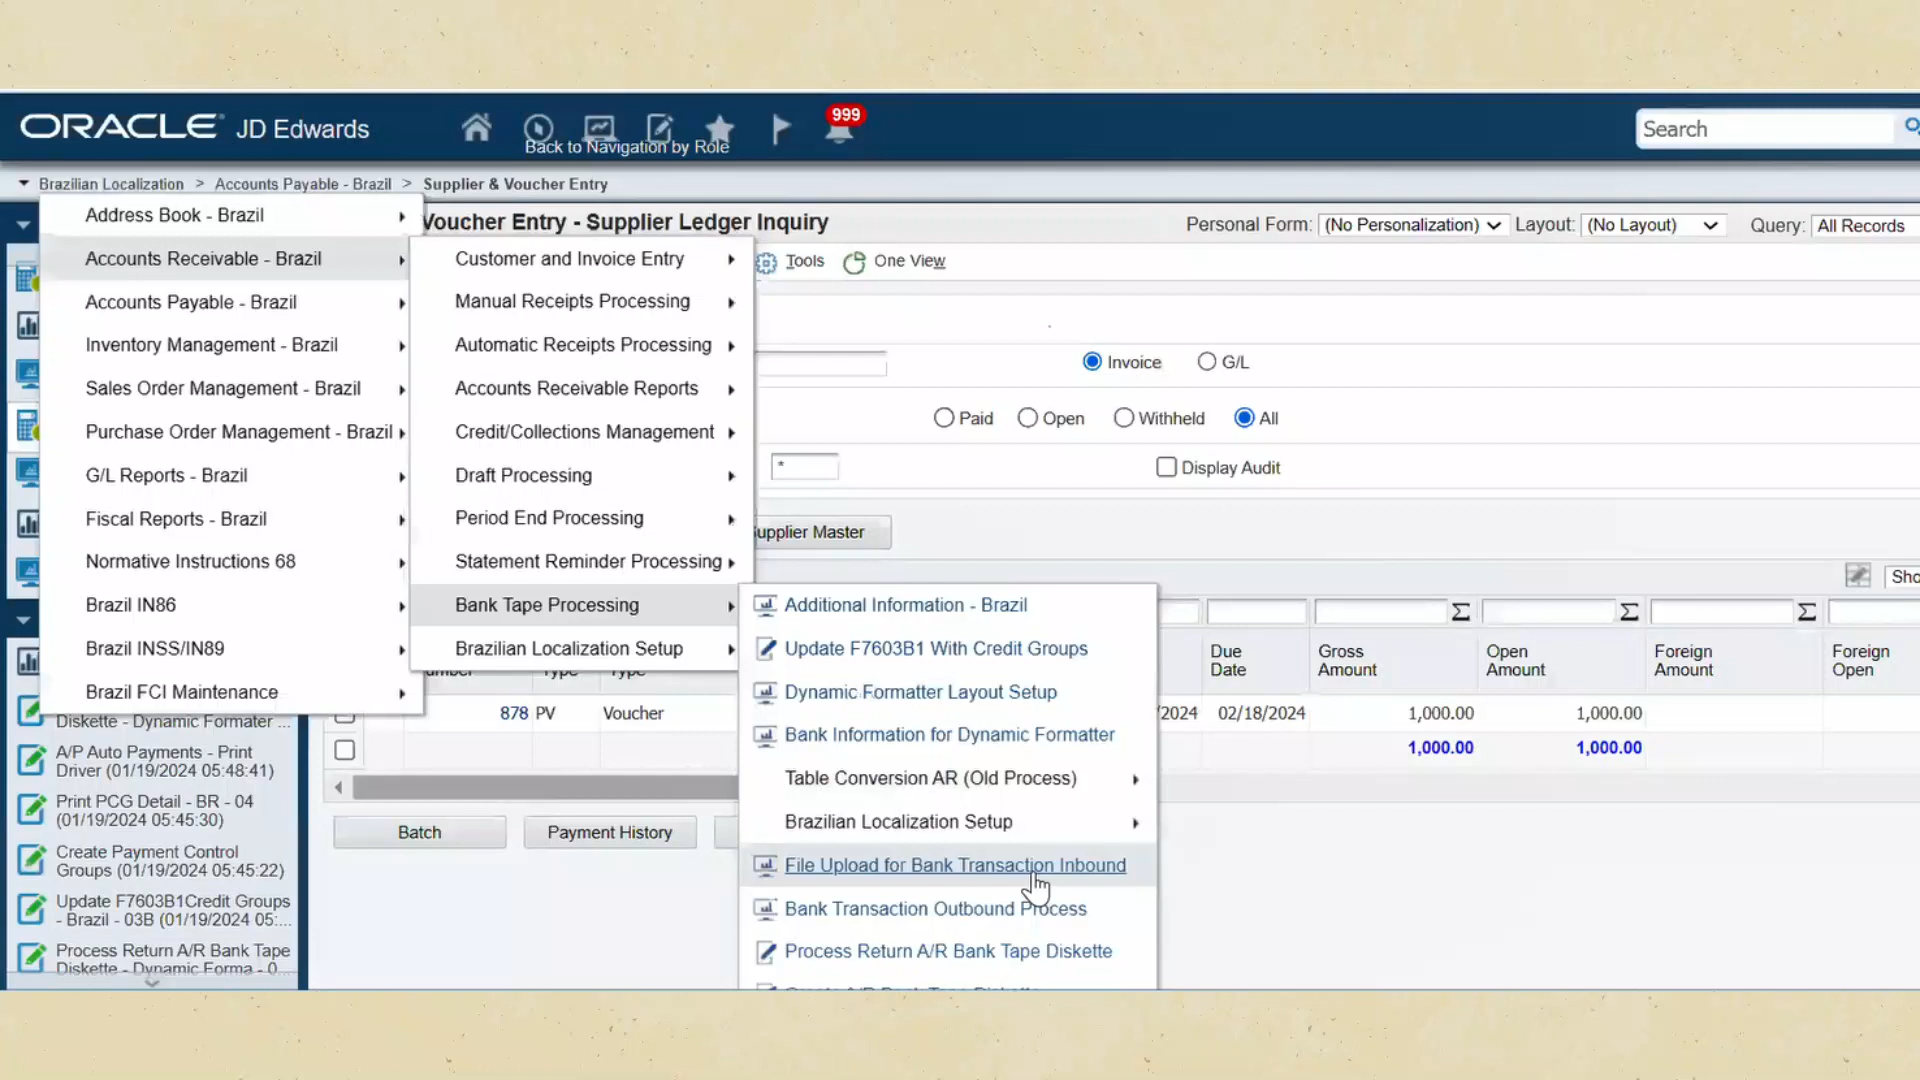 ORACLE JD Edwards
999
Back to Navigation by Role
Search
Brazilian Localization > Accounts Payable - Brazil > Supplier & Voucher Entry
Voucher Entry - Supplier Ledger Inquiry
Personal Form: (No Personalization) Layout: (No Layout) Query: All Records
Tools One View
Address Book - Brazil
Accounts Receivable - Brazil
Accounts Payable - Brazil
Inventory Management - Brazil
Sales Order Management - Brazil
Purchase Order Management - Brazil
G/L Reports - Brazil
Fiscal Reports - Brazil
Normative Instructions 68
Brazil IN86
Brazil INSS/IN89
Brazil FCI Maintenance
Customer and Invoice Entry
Manual Receipts Processing
Automatic Receipts Processing
Accounts Receivable Reports
Credit/Collections Management
Draft Processing
Period End Processing
Statement Reminder Processing
Bank Tape Processing
Brazilian Localization Setup
Additional Information - Brazil
Update F7603B1 With Credit Groups
Dynamic Formatter Layout Setup
Bank Information for Dynamic Formatter
Table Conversion AR (Old Process)
Brazilian Localization Setup
File Upload for Bank Transaction Inbound
Bank Transaction Outbound Process
Process Return A/R Bank Tape Diskette
Invoice G/L
Paid Open Withheld All
* Display Audit
upplier Master
Sho
Due Date
Gross Amount
Open Amount
Foreign Amount
Foreign Open
878 PV Voucher /2024 02/18/2024 1,000.00 1,000.00
1,000.00 1,000.00
Batch Payment History
Diskette - Dynamic Formater ...
A/P Auto Payments - Print
Driver (01/19/2024 05:48:41)
Print PCG Detail - BR - 04
(01/19/2024 05:45:30)
Create Payment Control
Groups (01/19/2024 05:45:22)
Update F7603B1Credit Groups
- Brazil - 03B (01/19/2024 05:...
Process Return A/R Bank Tape
Diskette - Dynamic Forma - 0...